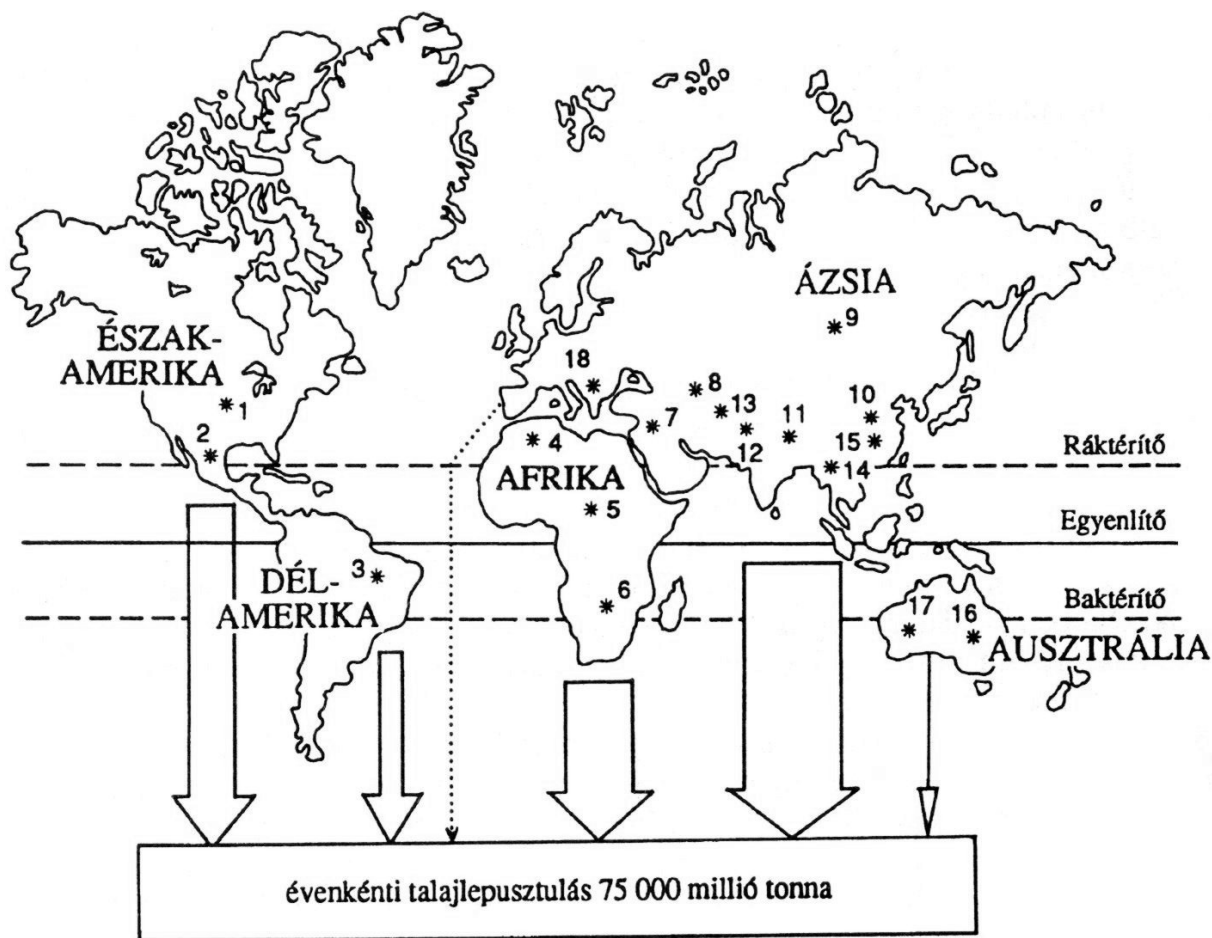 ÁZSIA
9
ÉSZAK-
AMERIKA
18
8
1
13
10
2
7
11
4
12
15
Ráktérítő
14
AFRIKA
5
Egyenlítő
3
DÉL-
AMERIKA
6
Baktérítő
17
16
AUSZTRÁLIA
évenkénti talajlepusztulás 75 000 millió tonna